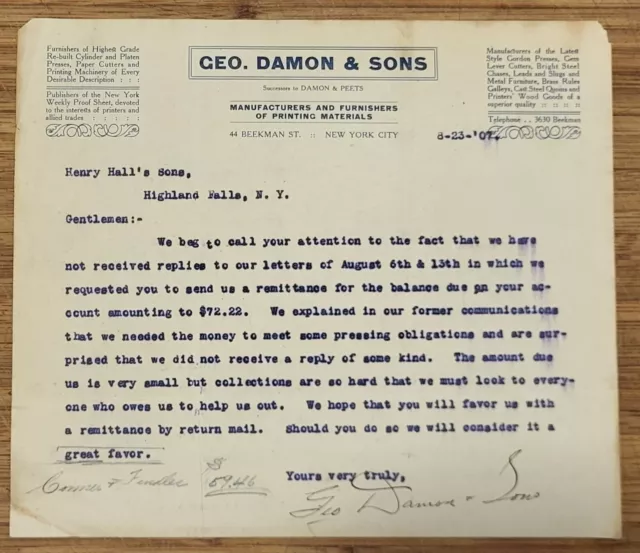 Furnishers of Highest Grade
Re-built Cylinder and Platen
Presses, Paper Cutters and
Printing Machinery of Every
Desirable Description : : :
Publishers of the New York
Weekly Proof Sheet, devoted
to the interests of printers and
allied trades : : : : :
GEO. DAMON & SONS
Successors to DAMON & PEETS
MANUFACTURERS AND FURNISHERS
OF PRINTING MATERIALS
44 BEEKMAN ST. :: NEW YORK CITY
Manufacturers of the Latest
Style Gordon Presses, Gem
Lever Cutters, Bright Steel
Chases, Leads and Slugs and
Metal Furniture, Brass Rules
Galleys, Cast Steel Quoins and
Printers' Wood Goods of a
superior quality :: :: :: ::
Telephone .. 3630 Beekman
8-23-'07.
Henry Hall's Sons,
Highland Falls, N. Y.
Gentlemen:-
We beg to call your attention to the fact that we have
not received replies to our letters of August 6th & 13th in which we
requested you to send us a remittance for the balance due on your ac-
count amounting to $72.22. We explained in our former communications
that we needed the money to meet some pressing obligations and are sur-
prised that we did not receive a reply of some kind. The amount due
us is very small but collections are so hard that we must look to every-
one who owes us to help us out. We hope that you will favor us with
a remittance by return mail. Should you do so we will consider it a
great favor.
Yours very truly,
Conner & Fendler $ 59.46
Geo Damon & Sons